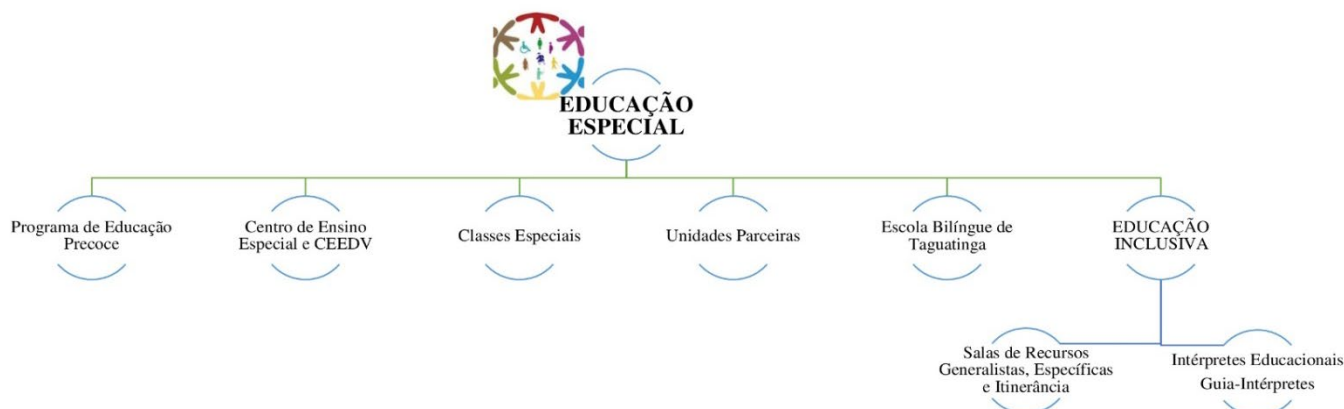 EDUCAÇÃO
ESPECIAL
Programa de Educação
Precoce
Centro de Ensino
Especial e CEEDV
Classes Especiais
Unidades Parceiras
Escola Bilíngue de
Taguatinga
EDUCAÇÃO
INCLUSIVA
Salas de Recursos
Generalistas, Específicas
e Itinerância
Intérpretes Educacionais
Guia-Intérpretes